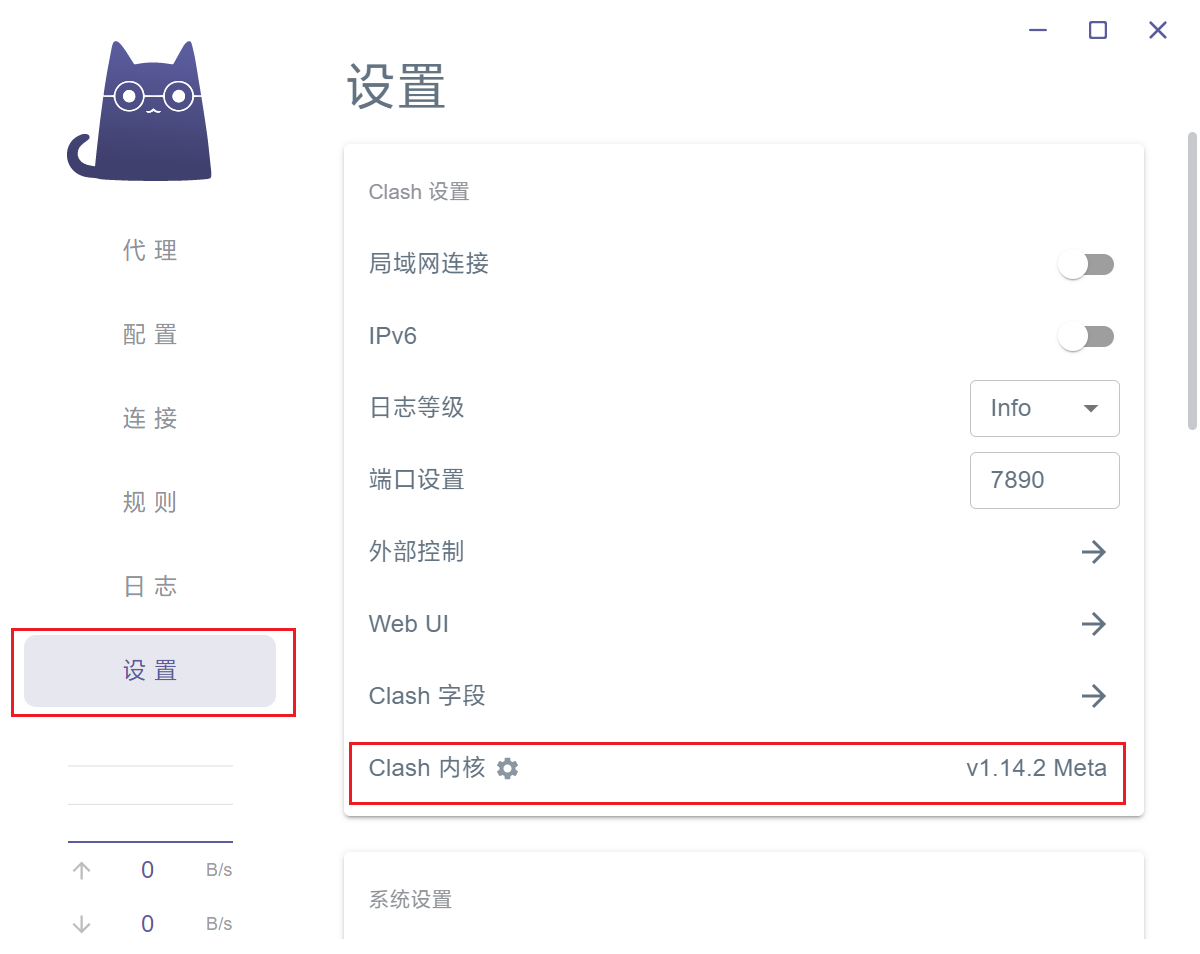 代 理
配 置
连 接
规 则
日 志
设 置
0 B/s
0 B/s
设置
Clash 设置
局域网连接
IPv6
日志等级 Info
端口设置 7890
外部控制
Web UI
Clash 字段
Clash 内核 v1.14.2 Meta
系统设置